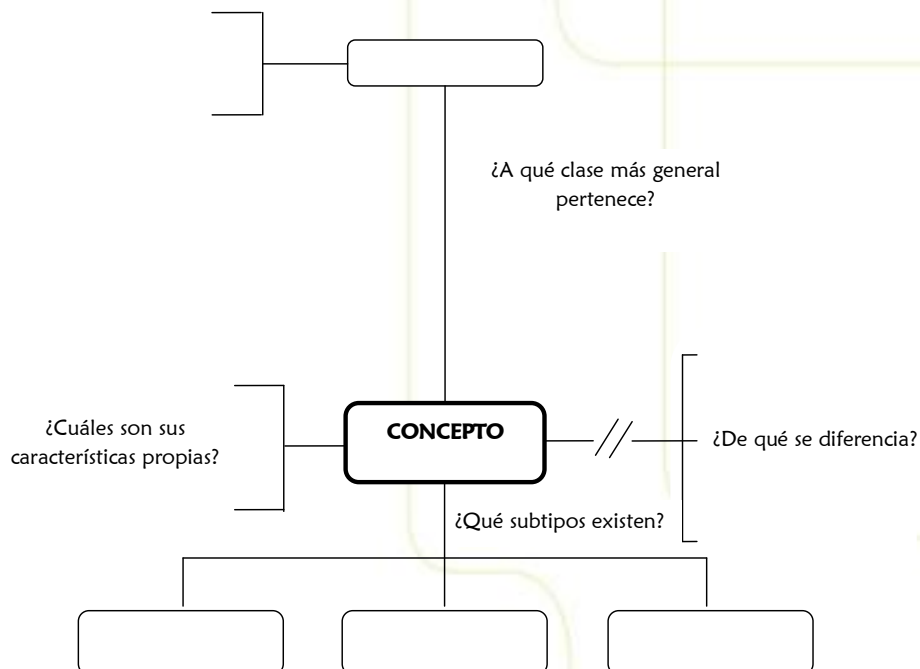 ¿A qué clase más general
pertenece?
¿Cuáles son sus
características propias?
CONCEPTO
¿De qué se diferencia?
¿Qué subtipos existen?